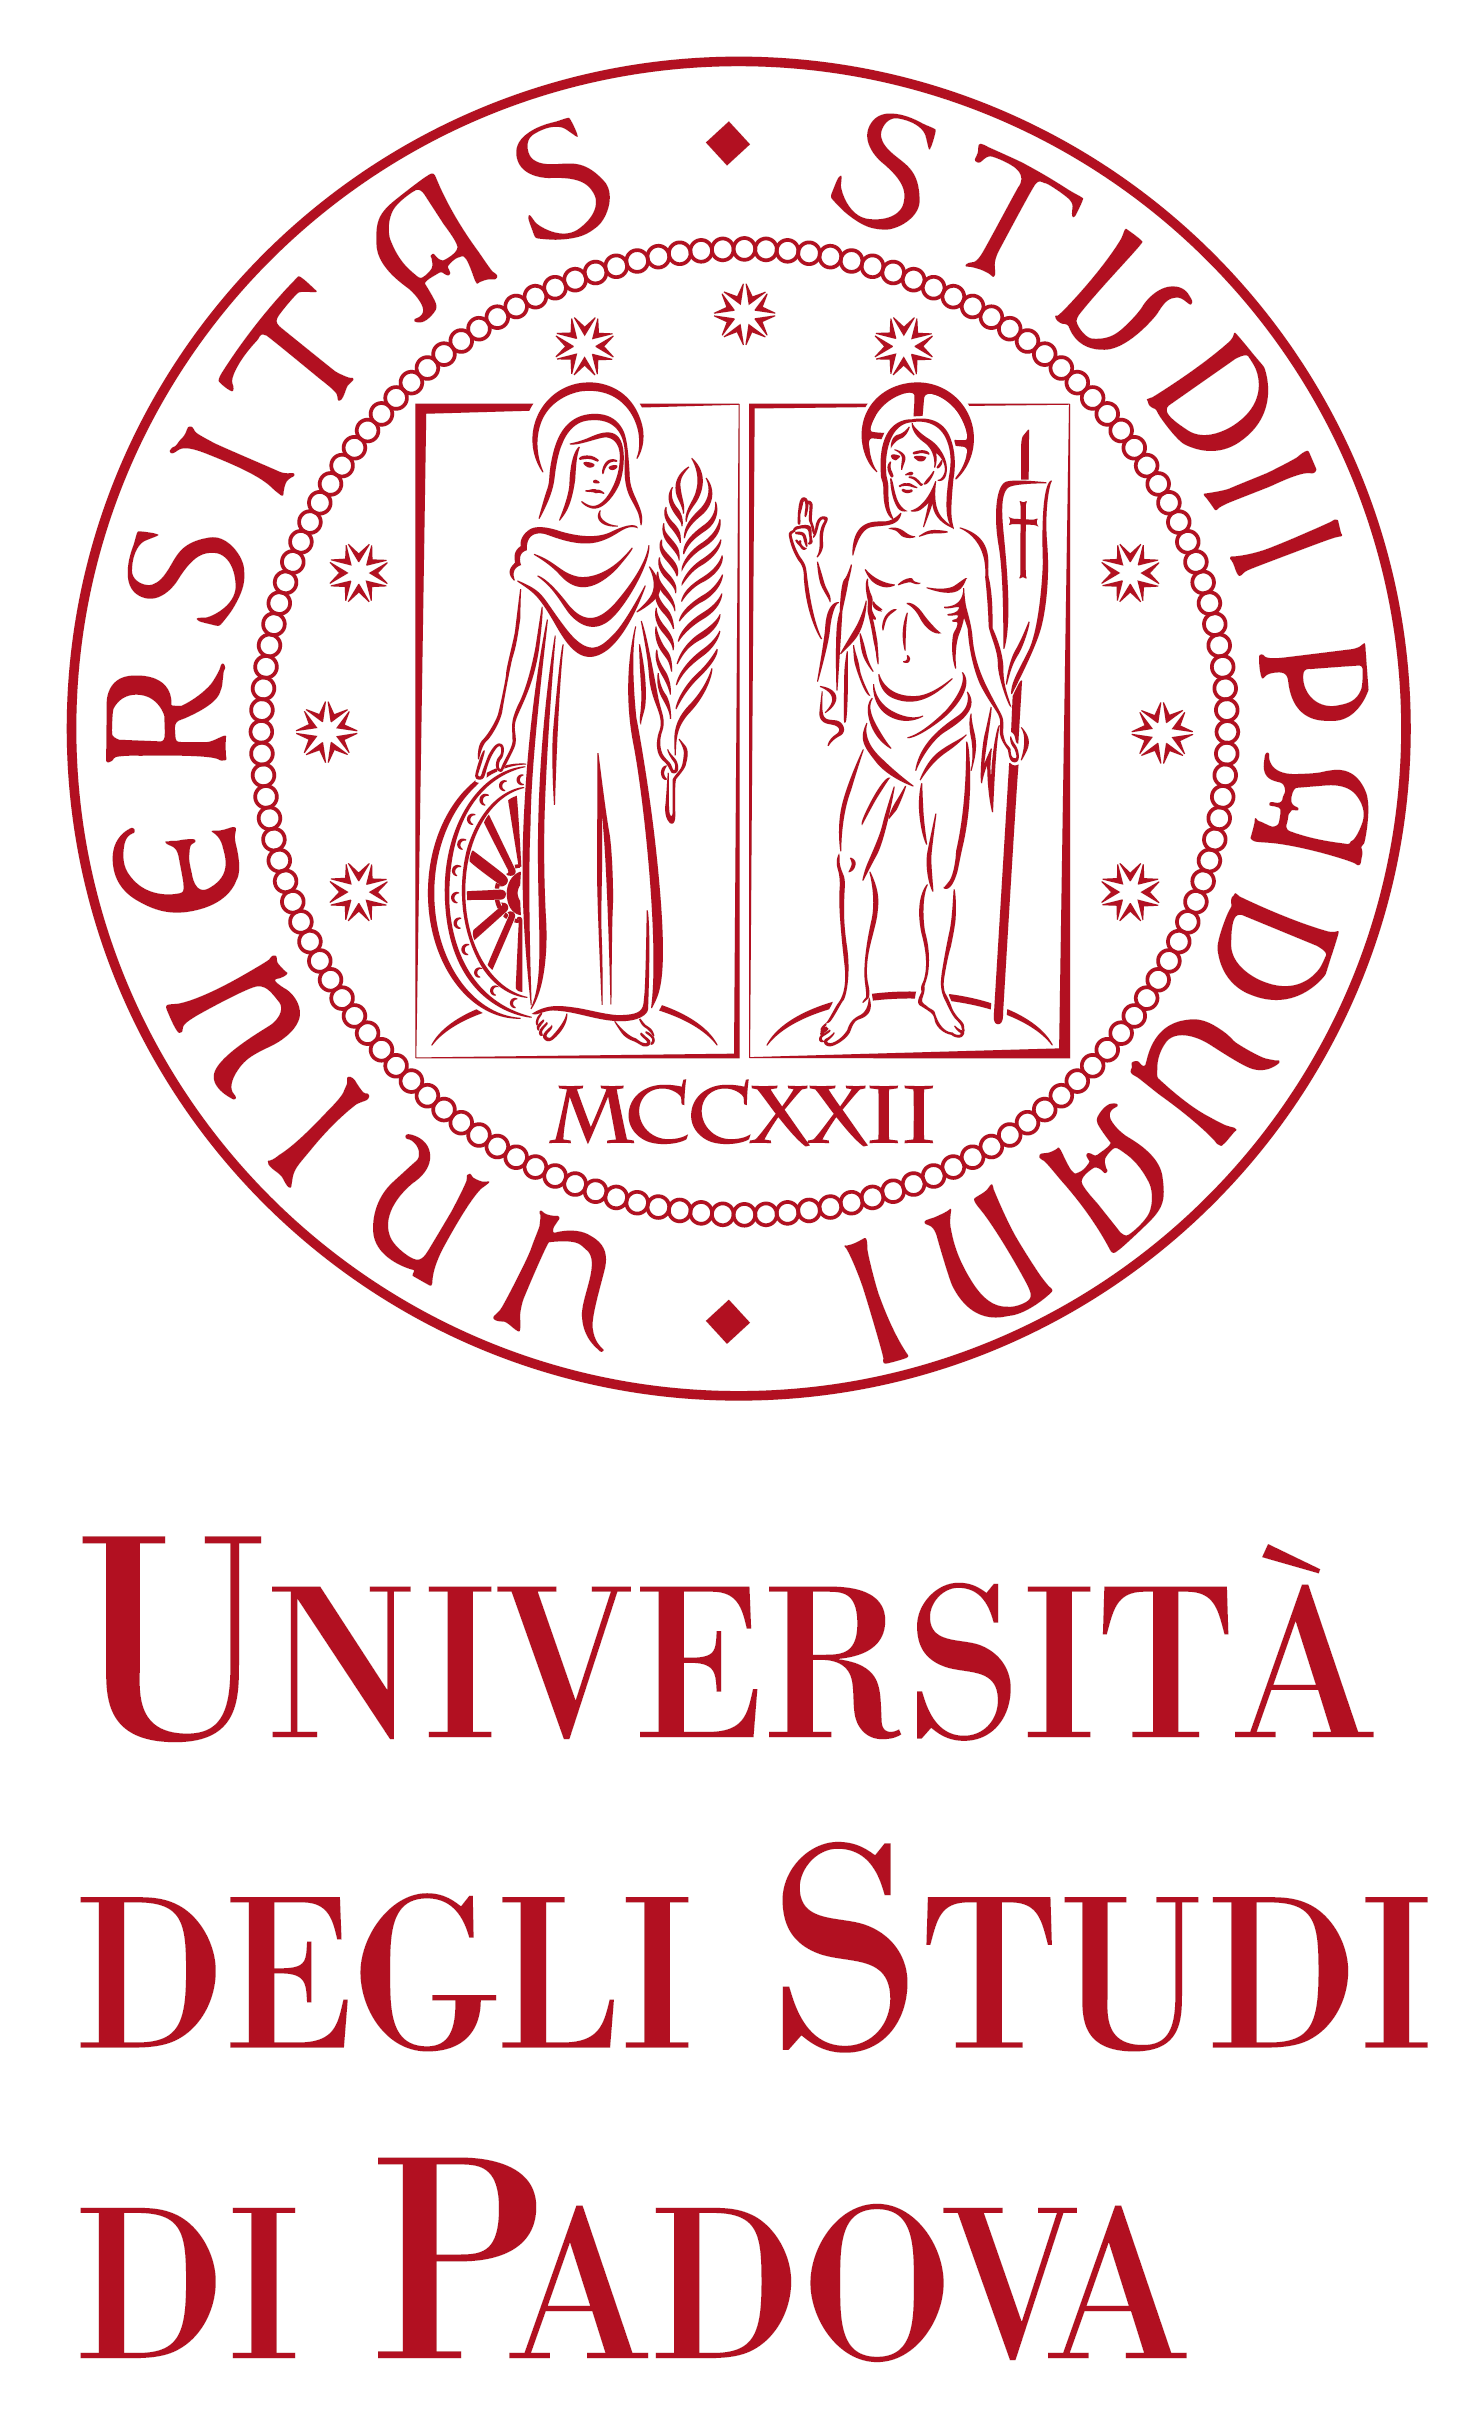 UNIVERSITAS • STUDII PADUANI •
MCCXXII
UNIVERSITÀ
DEGLI STUDI
DI PADOVA